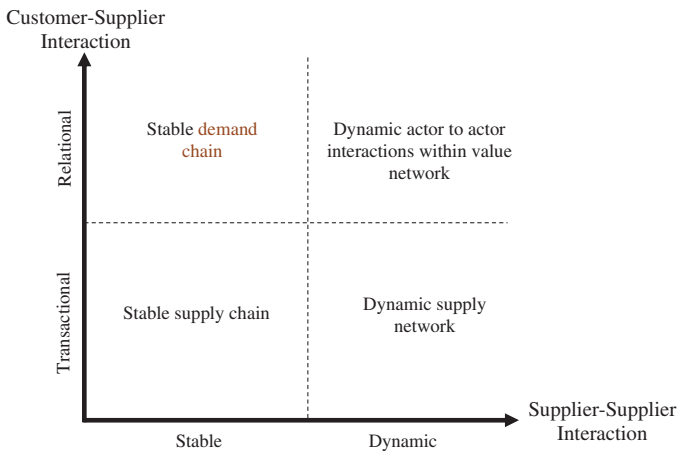 Customer-Supplier
Interaction
Relational
Stable demand
chain
Dynamic actor to actor
interactions within value
network
Transactional
Stable supply chain
Dynamic supply
network
Supplier-Supplier
Interaction
Stable
Dynamic